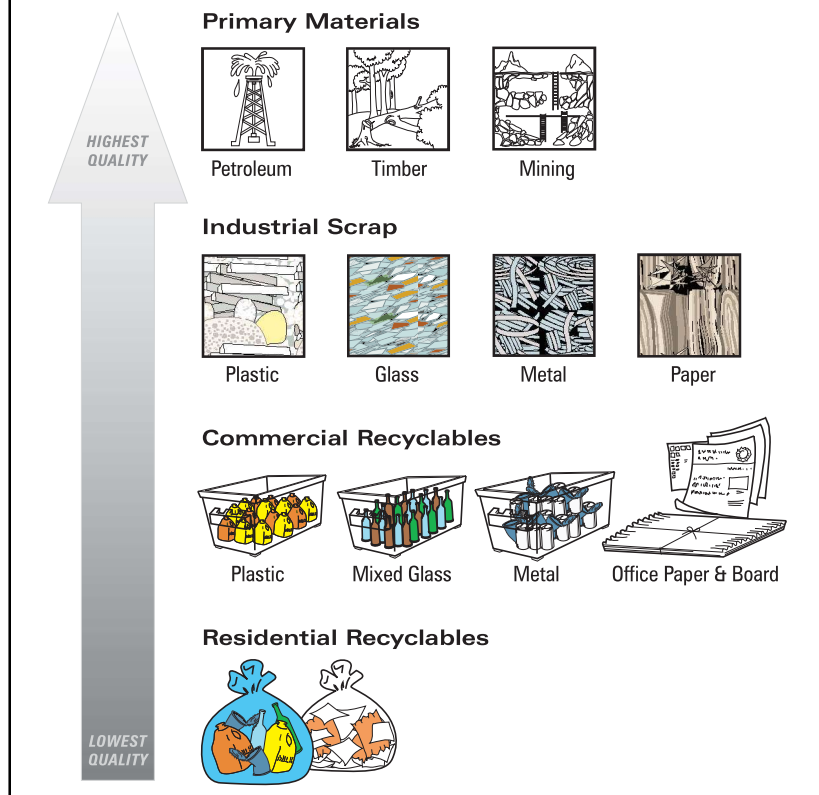 Primary Materials
HIGHEST
QUALITY
Petroleum
Timber
Mining
Industrial Scrap
Plastic
Glass
Metal
Paper
Commercial Recyclables
Plastic
Mixed Glass
Metal
Office Paper & Board
Residential Recyclables
LOWEST
QUALITY